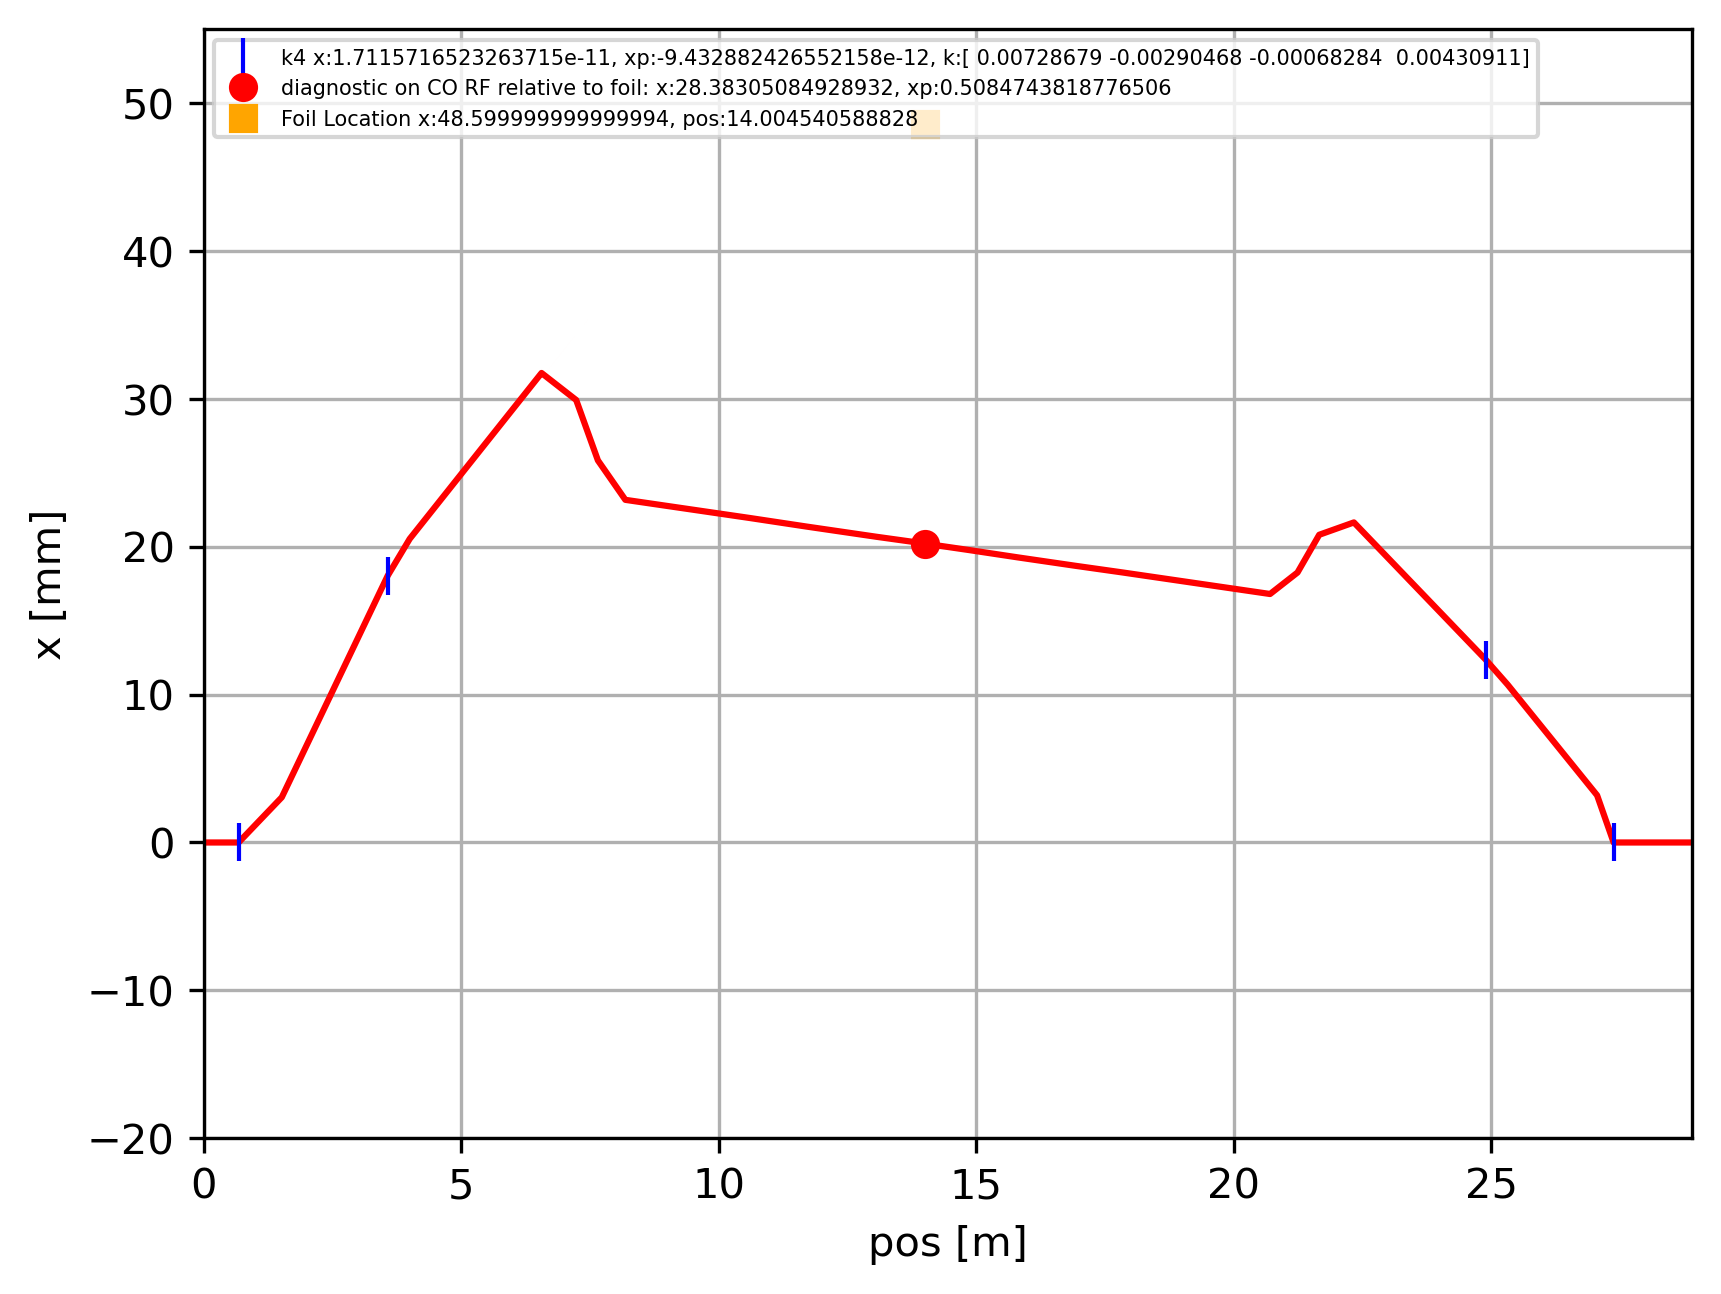 k4 x:1.7115716523263715e-11, xp:-9.432882426552158e-12, k:[ 0.00728679 -0.00290468 -0.00068284  0.00430911]
diagnostic on CO RF relative to foil: x:28.38305084928932, xp:0.5084743818776506
Foil Location x:48.599999999999994, pos:14.004540588828
50
40
30
20
10
0
−10
−20
x [mm]
0 5 10 15 20 25
pos [m]